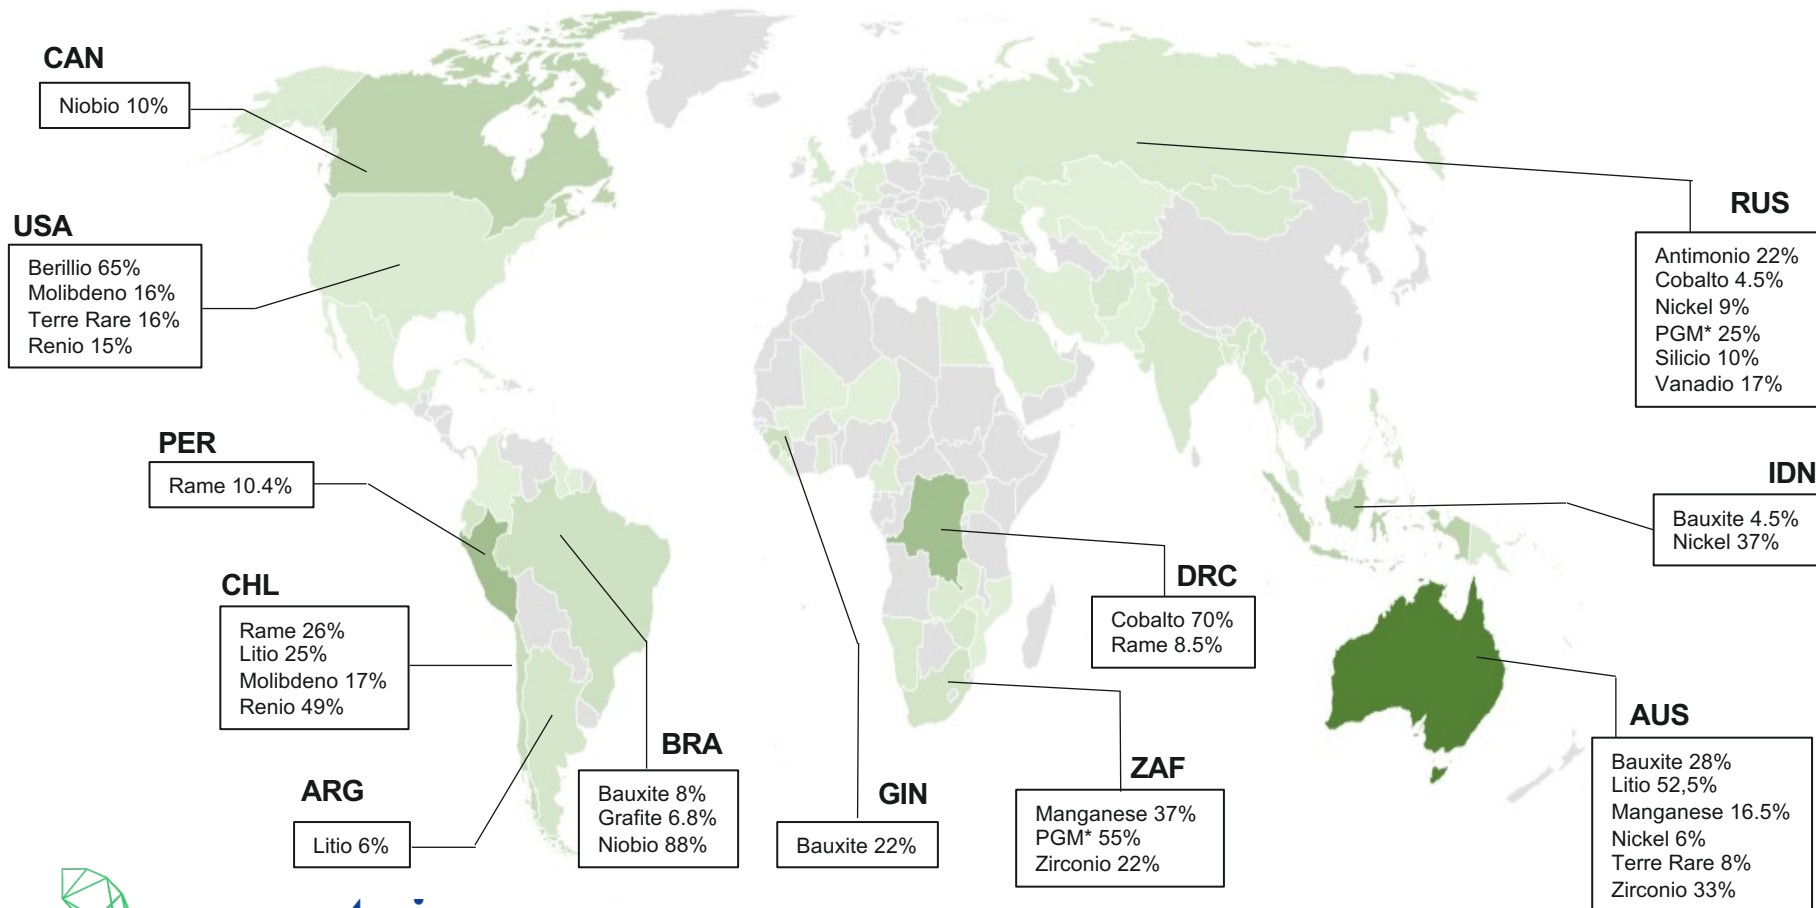 CAN
Niobio 10%
USA
Berillio 65%
Molibdeno 16%
Terre Rare 16%
Renio 15%
PER
Rame 10.4%
CHL
Rame 26%
Litio 25%
Molibdeno 17%
Renio 49%
ARG
Litio 6%
BRA
Bauxite 8%
Grafite 6.8%
Niobio 88%
GIN
Bauxite 22%
ZAF
Manganese 37%
PGM* 55%
Zirconio 22%
DRC
Cobalto 70%
Rame 8.5%
RUS
Antimonio 22%
Cobalto 4.5%
Nickel 9%
PGM* 25%
Silicio 10%
Vanadio 17%
IDN
Bauxite 4.5%
Nickel 37%
AUS
Bauxite 28%
Litio 52,5%
Manganese 16.5%
Nickel 6%
Terre Rare 8%
Zirconio 33%